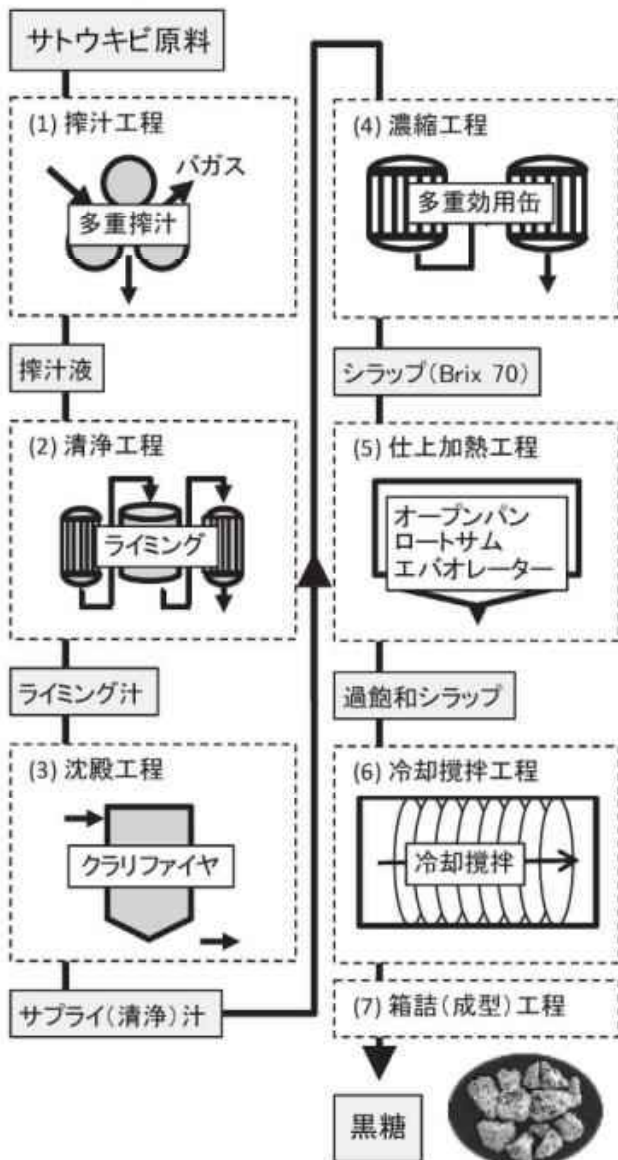 サトウキビ原料
(1) 搾汁工程
バガス
多重搾汁
搾汁液
(2) 清浄工程
ライミング
ライミング汁
(3) 沈殿工程
クラリファイヤ
サプライ(清浄)汁
(4) 濃縮工程
多重効用缶
シラップ(Brix 70)
(5) 仕上加熱工程
オープンパン
ロートサム
エバオレーター
過飽和シラップ
(6) 冷却撹拌工程
冷却撹拌
(7) 箱詰(成型)工程
黒糖